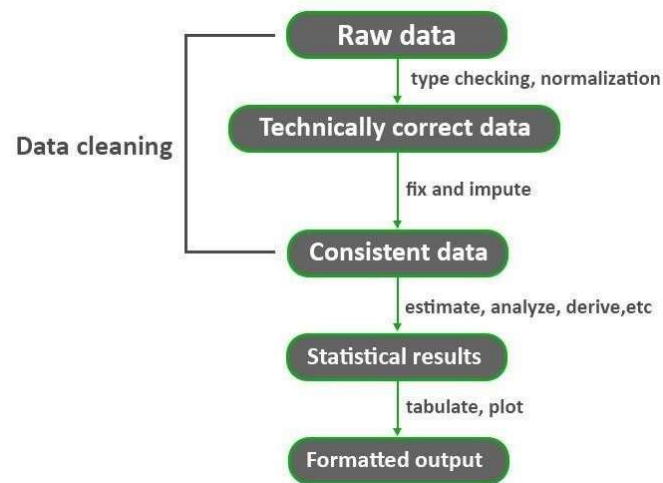 Raw data
type checking, normalization
Technically correct data
Data cleaning
fix and impute
Consistent data
estimate, analyze, derive,etc
Statistical results
tabulate, plot
Formatted output